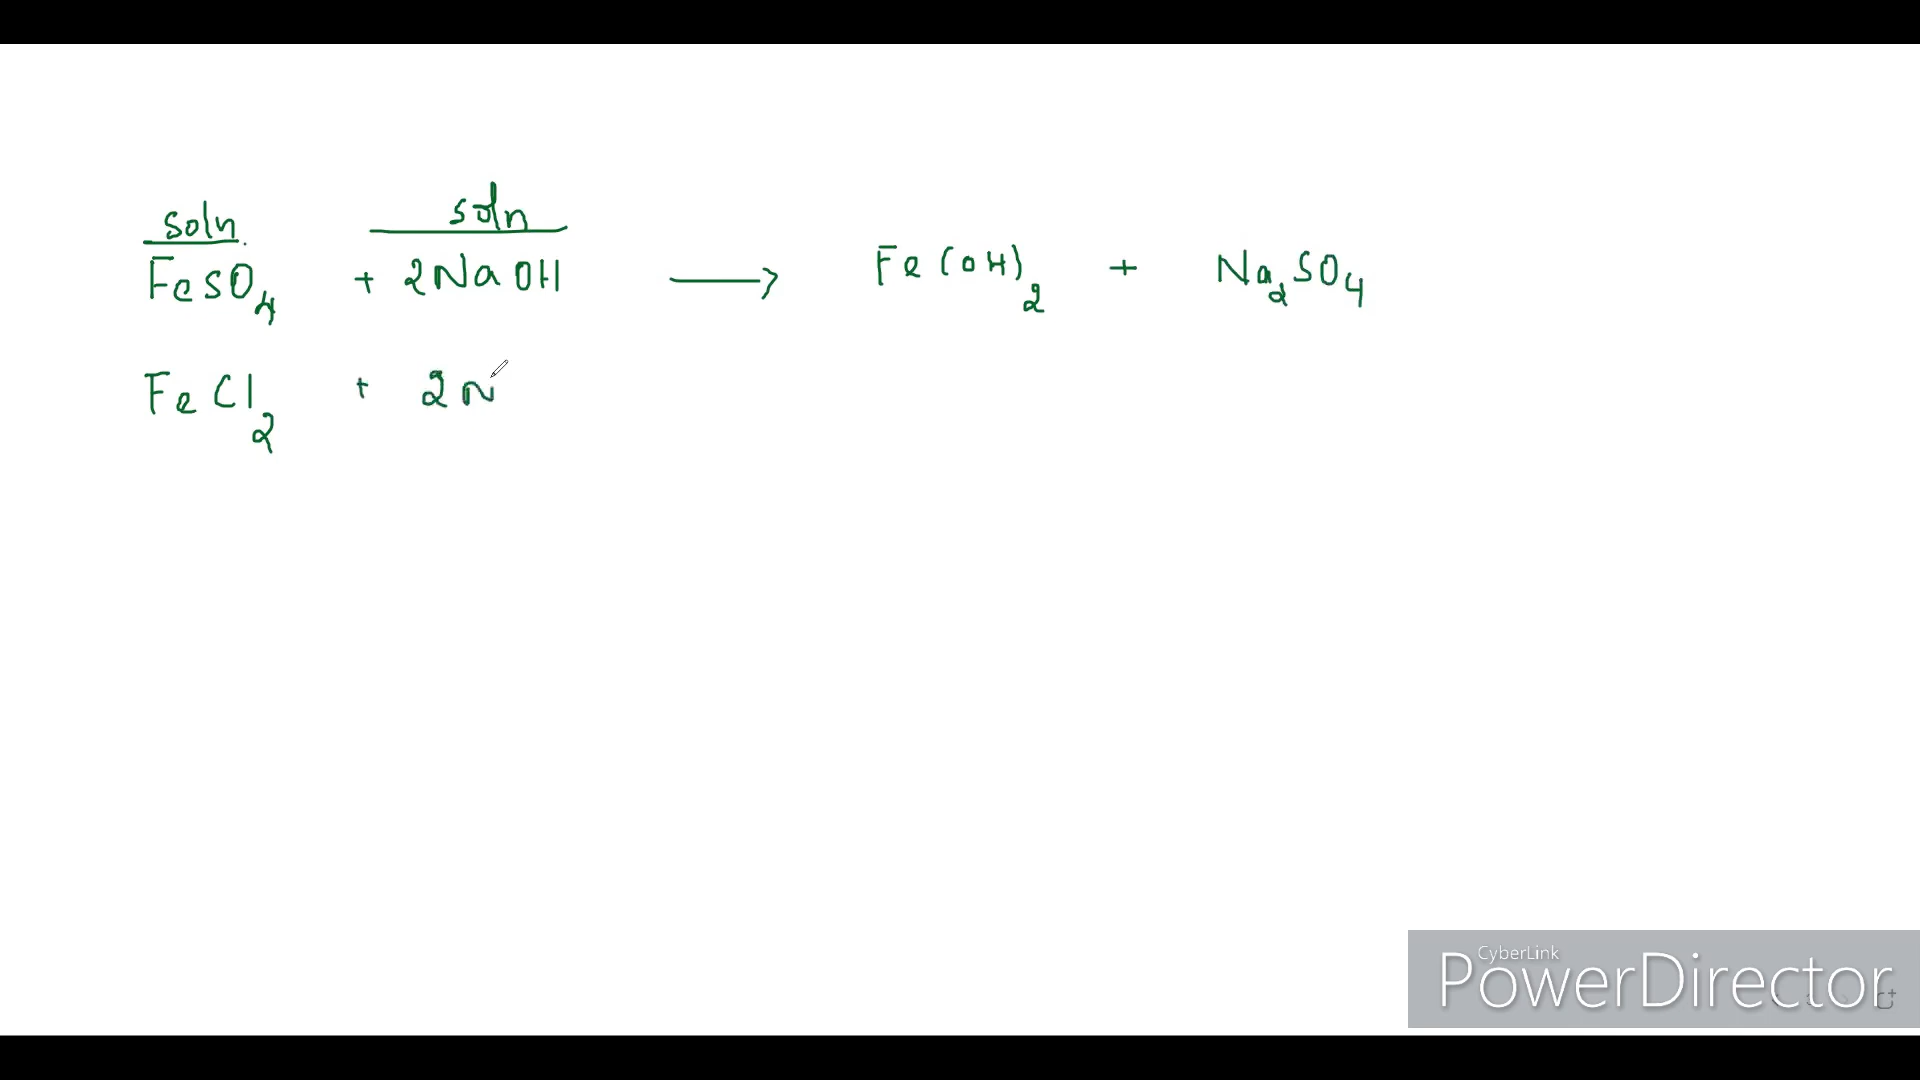 soln. soln
FeSO₄ + 2NaOH → Fe(OH)₂ + Na₂SO₄
FeCl₂ + 2N
CyberLink
PowerDirector